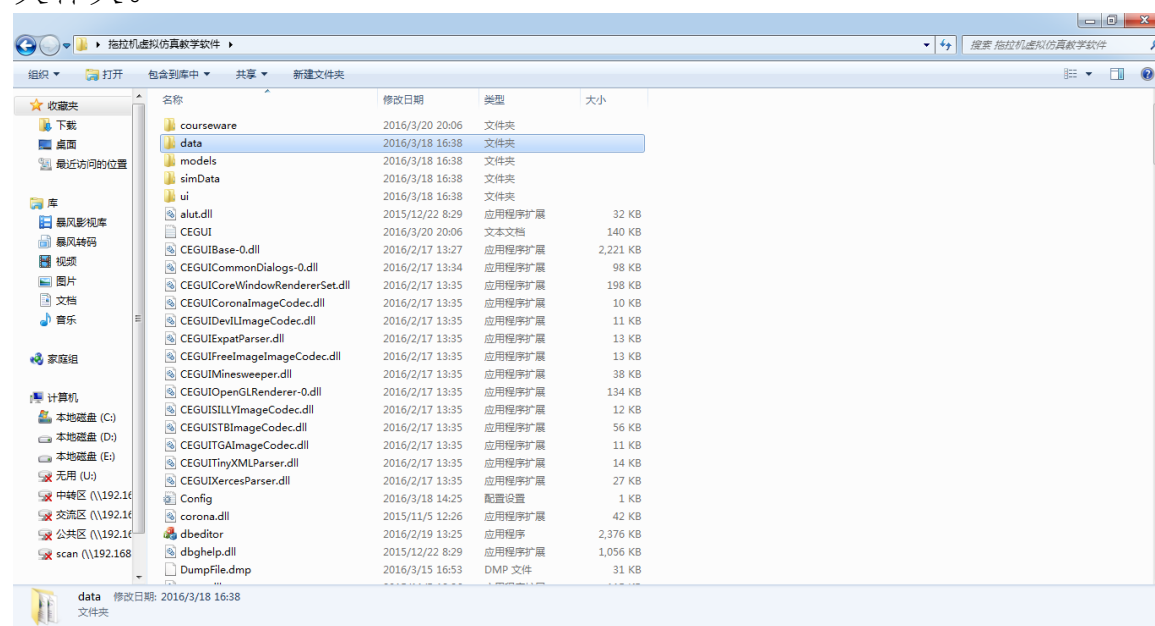 拖拉机虚拟仿真教学软件
搜索 拖拉机虚拟仿真教学软件
组织 打开 包含到库中 共享 新建文件夹
收藏夹
下载
桌面
最近访问的位置
库
暴风影视库
暴风转码
视频
图片
文档
音乐
家庭组
计算机
本地磁盘 (C:)
本地磁盘 (D:)
本地磁盘 (E:)
无用 (U:)
中转区 (\\192.16
交流区 (\\192.16
公共区 (\\192.16
scan (\\192.168
名称 修改日期 类型 大小
courseware 2016/3/20 20:06 文件夹
data 2016/3/18 16:38 文件夹
models 2016/3/18 16:38 文件夹
simData 2016/3/18 16:38 文件夹
ui 2016/3/18 16:38 文件夹
alut.dll 2015/12/22 8:29 应用程序扩展 32 KB
CEGUI 2016/3/20 20:06 文本文档 140 KB
CEGUIBase-0.dll 2016/2/17 13:27 应用程序扩展 2,221 KB
CEGUICommonDialogs-0.dll 2016/2/17 13:34 应用程序扩展 98 KB
CEGUICoreWindowRendererSet.dll 2016/2/17 13:35 应用程序扩展 198 KB
CEGUICoronaImageCodec.dll 2016/2/17 13:35 应用程序扩展 10 KB
CEGUIDevILImageCodec.dll 2016/2/17 13:35 应用程序扩展 11 KB
CEGUIExpatParser.dll 2016/2/17 13:35 应用程序扩展 13 KB
CEGUIFreeImageImageCodec.dll 2016/2/17 13:35 应用程序扩展 13 KB
CEGUIMinesweeper.dll 2016/2/17 13:35 应用程序扩展 38 KB
CEGUIOpenGLRenderer-0.dll 2016/2/17 13:35 应用程序扩展 134 KB
CEGUISILLYImageCodec.dll 2016/2/17 13:35 应用程序扩展 12 KB
CEGUISTBImageCodec.dll 2016/2/17 13:35 应用程序扩展 56 KB
CEGUITGAImageCodec.dll 2016/2/17 13:35 应用程序扩展 11 KB
CEGUITinyXMLParser.dll 2016/2/17 13:35 应用程序扩展 14 KB
CEGUIXercesParser.dll 2016/2/17 13:35 应用程序扩展 27 KB
Config 2016/3/18 14:25 配置设置 1 KB
corona.dll 2015/11/5 12:26 应用程序扩展 42 KB
dbeditor 2016/2/19 13:25 应用程序 2,376 KB
dbghelp.dll 2015/12/22 8:29 应用程序扩展 1,056 KB
DumpFile.dmp 2016/3/15 16:53 DMP 文件 31 KB
data 修改日期: 2016/3/18 16:38
文件夹